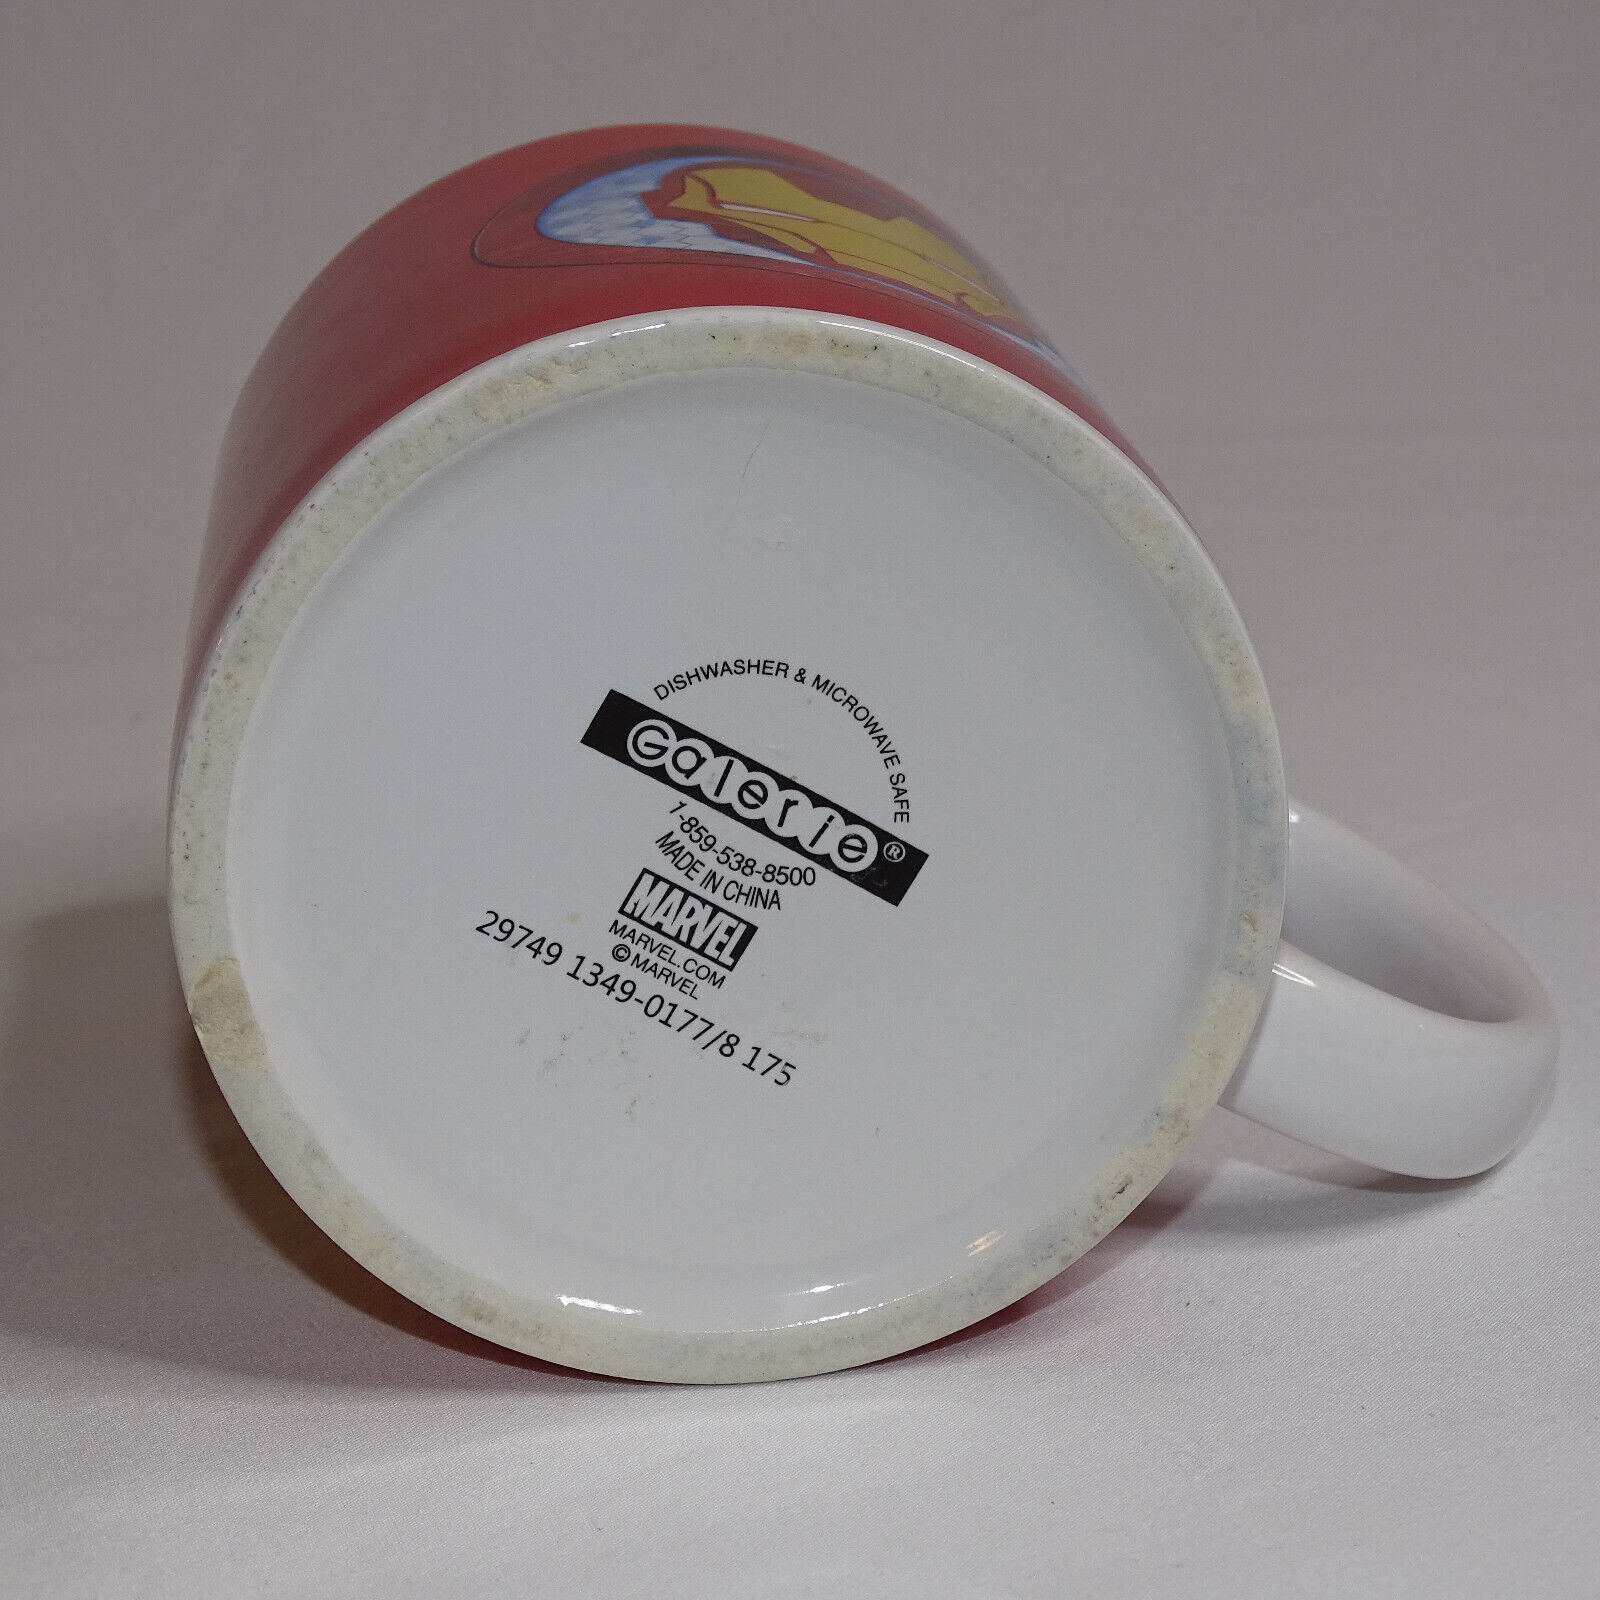 DISHWASHER & MICROWAVE SAFE
Galerie®
1-859-538-8500
MADE IN CHINA
MARVEL
MARVEL.COM
©MARVEL
29749 1349-0177/8 175